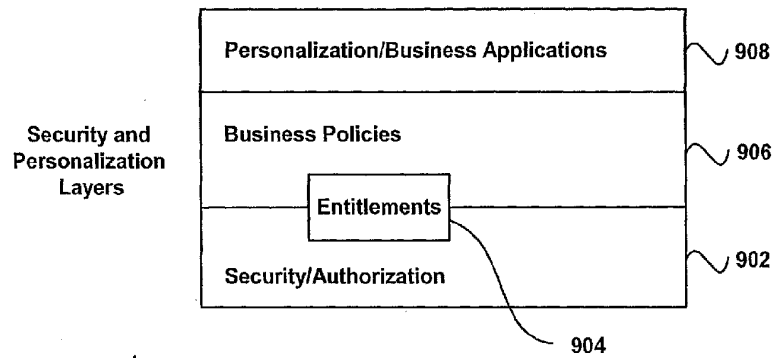 Personalization/Business Applications
908
Security and
Personalization
Layers
Business Policies
906
Entitlements
Security/Authorization
902
904